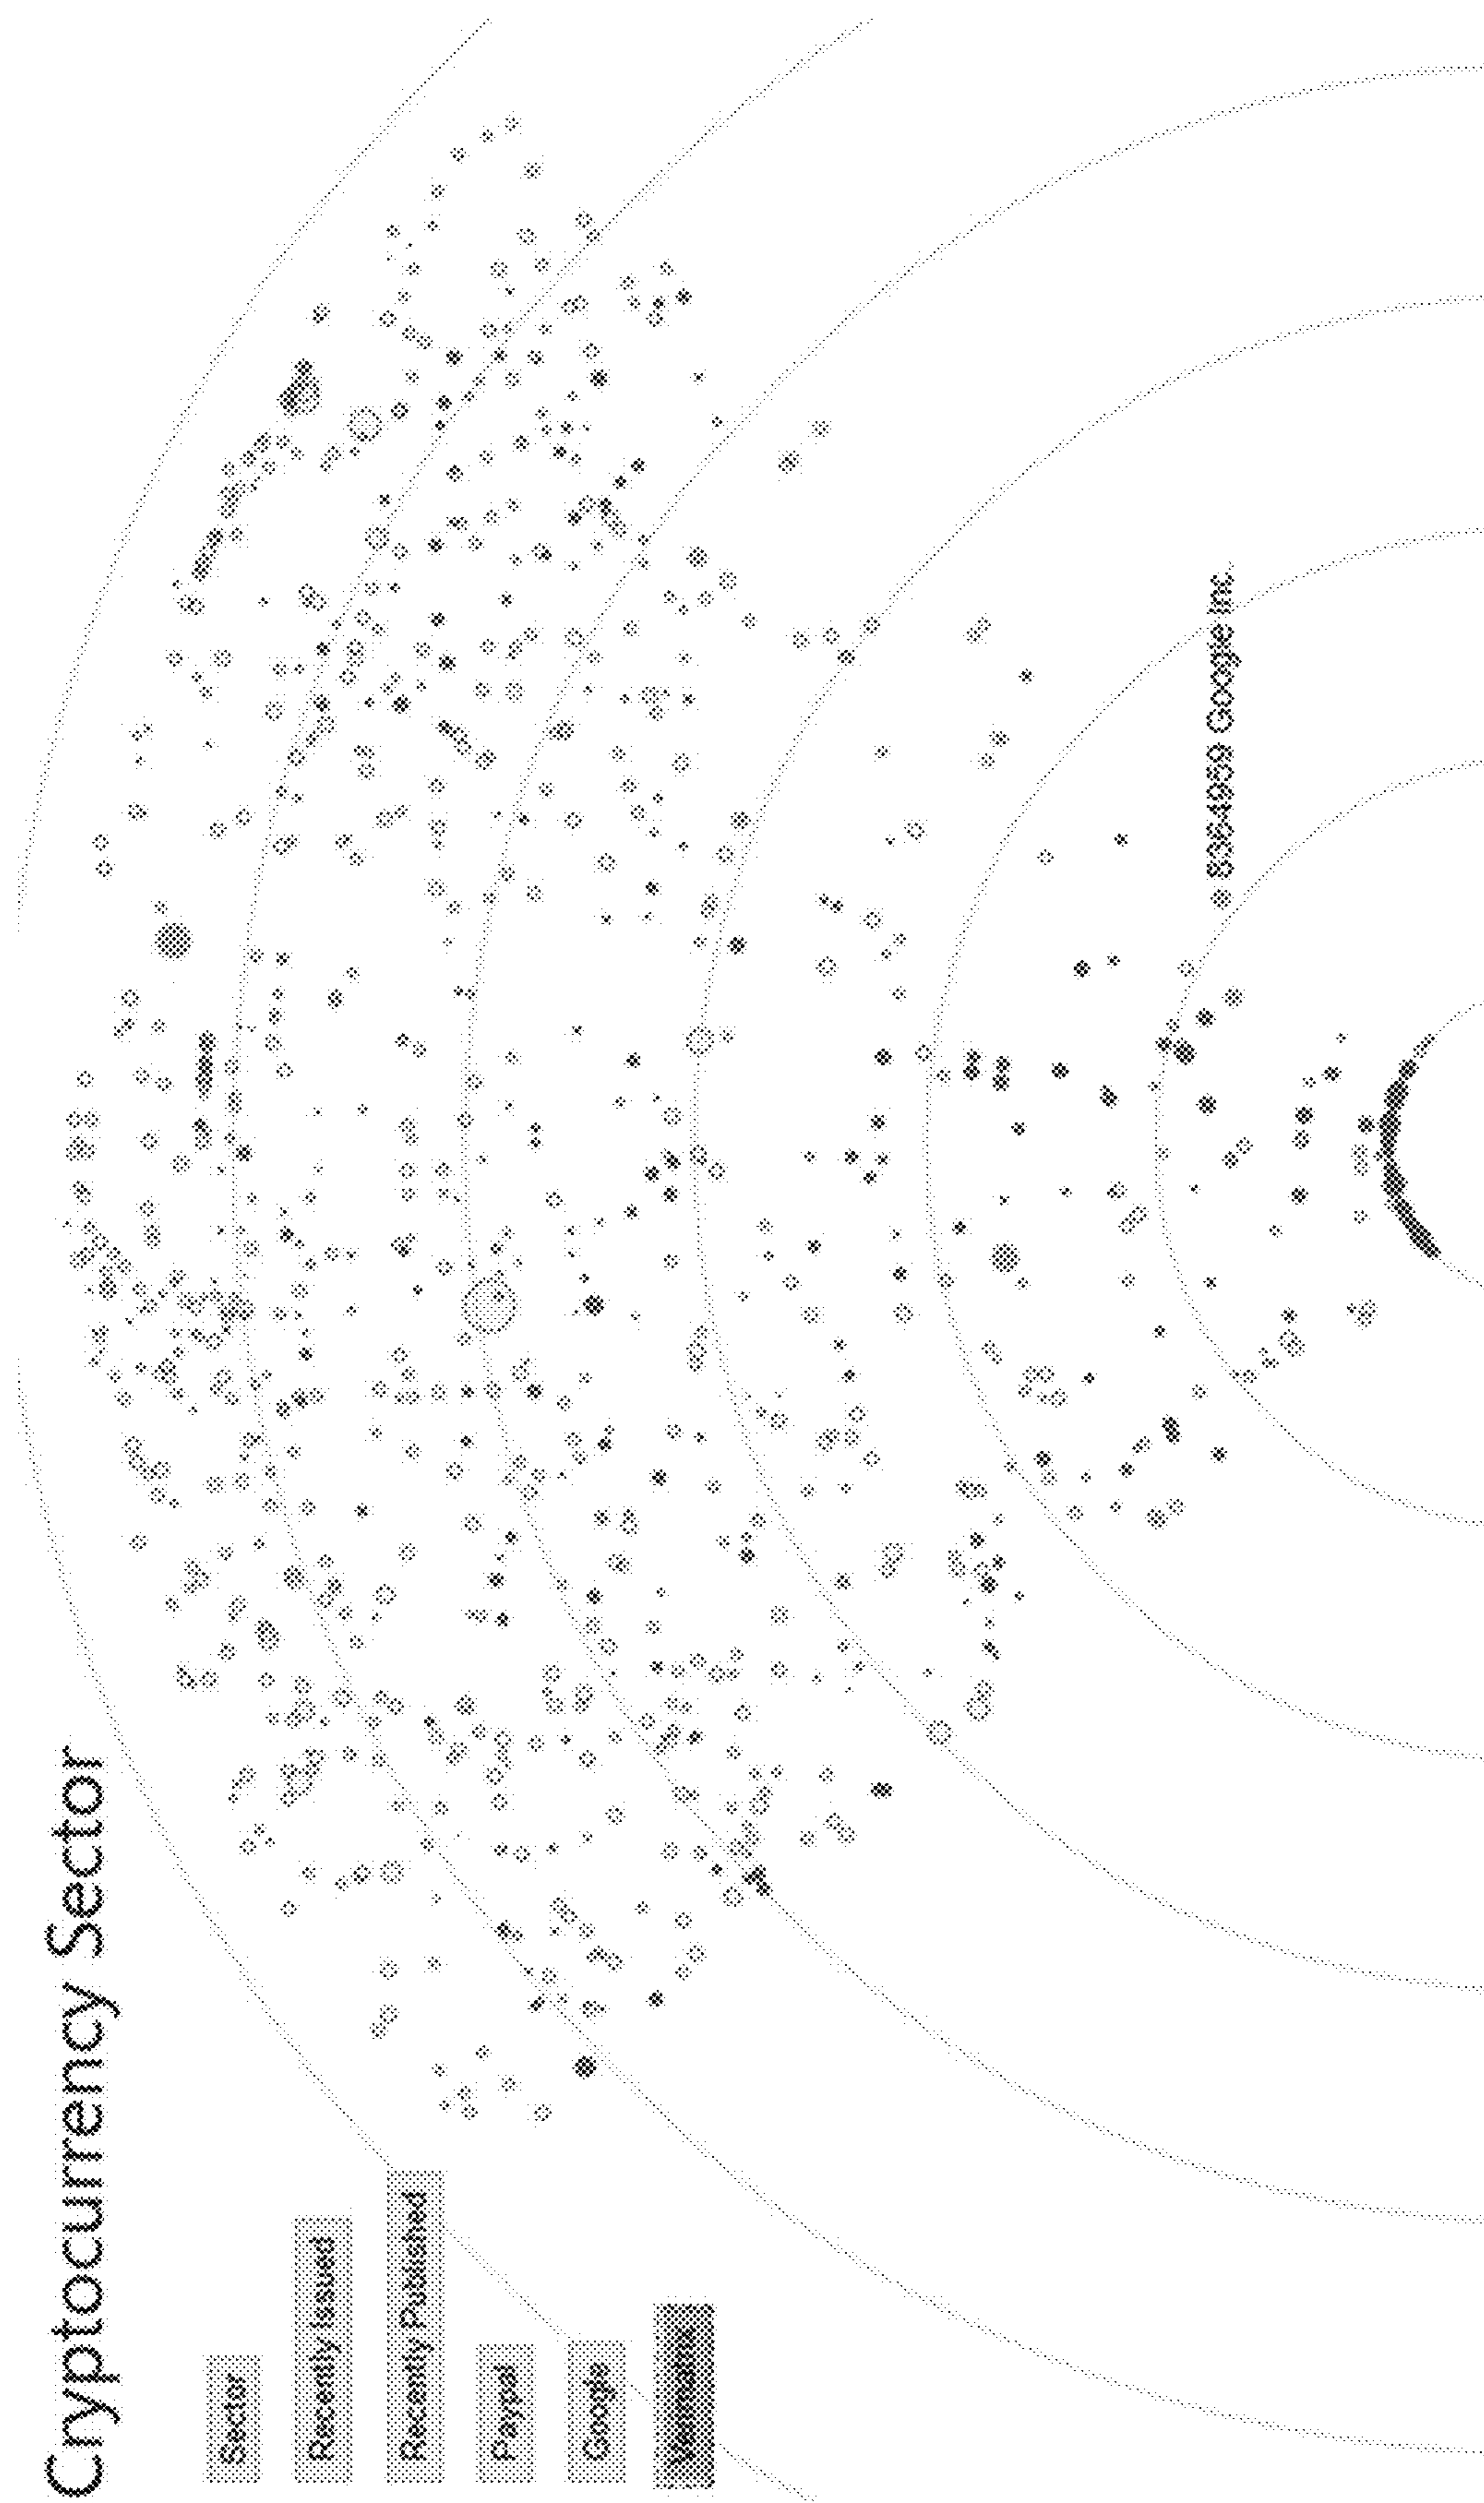 Cryptocurrency Sector
Sector
Recently Issued
Recently Published
Paypal
Google
8364959 Google Inc